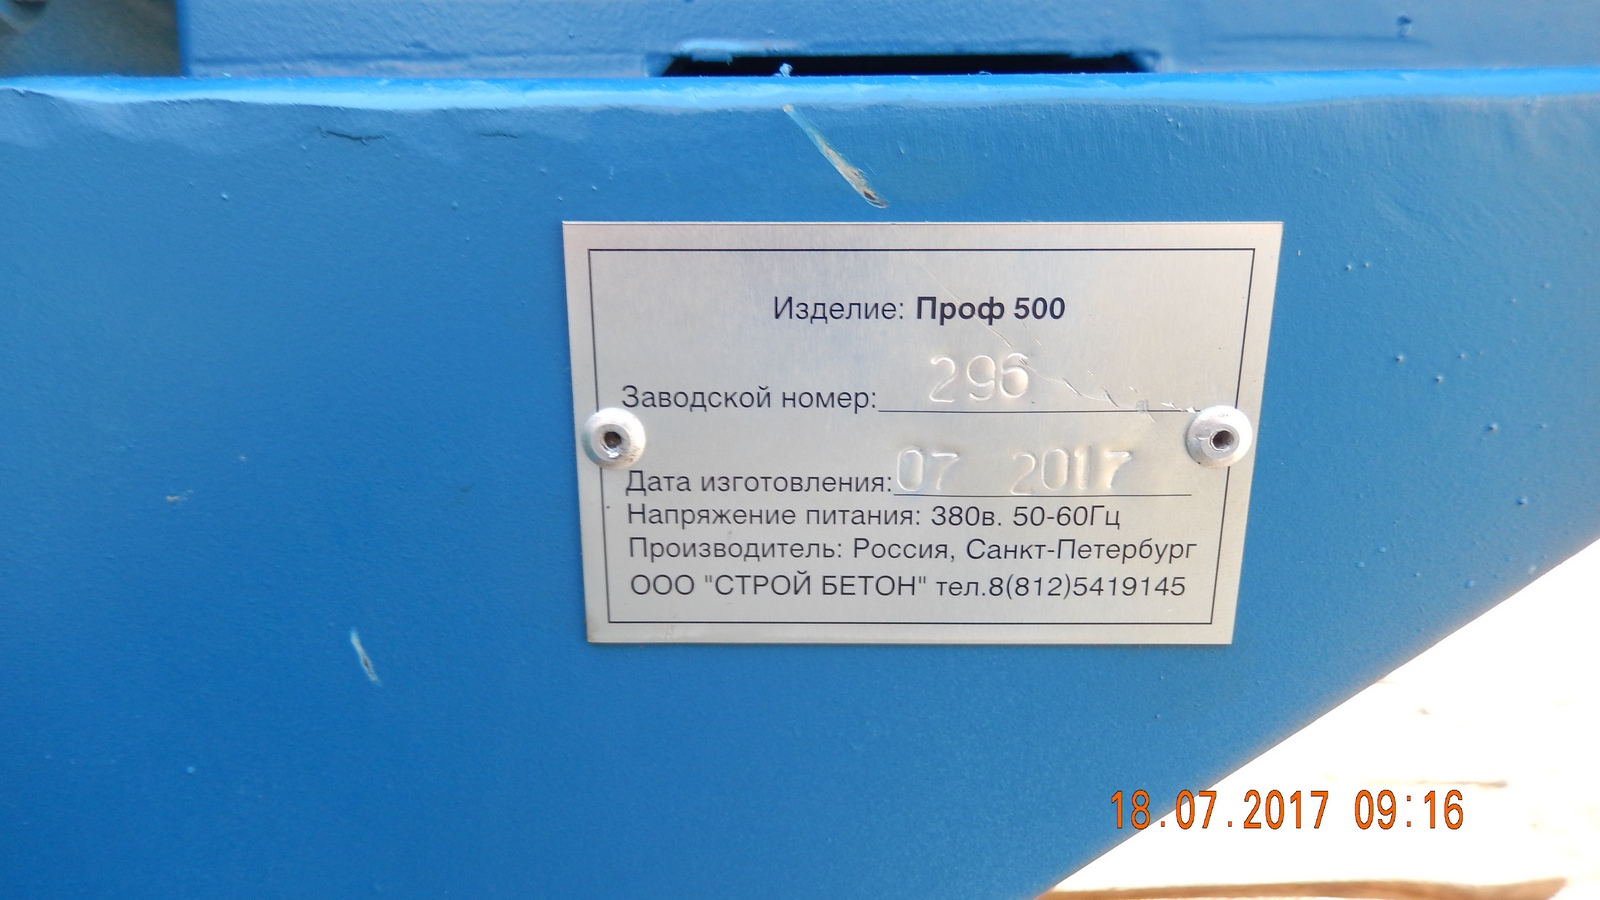 Изделие: Проф 500
Заводской номер: 296
Дата изготовления: 07 2017
Напряжение питания: 380в. 50-60Гц
Производитель: Россия, Санкт-Петербург
ООО "СТРОЙ БЕТОН" тел.8(812)5419145
18.07.2017 09:16